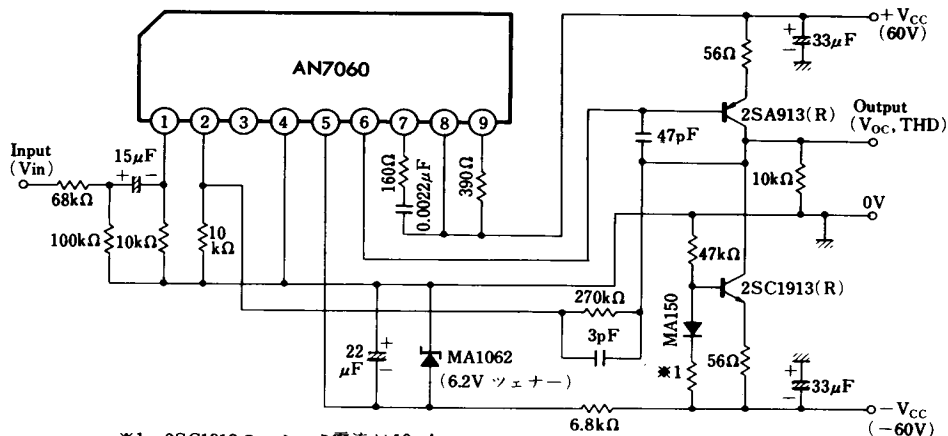 AN7060
① ② ③ ④ ⑤ ⑥ ⑦ ⑧ ⑨
Input
(Vin)
68kΩ
15μF
+ −
100kΩ
10kΩ
10
kΩ
160Ω
0.0022μF
390Ω
47pF
56Ω
2SA913(R)
+
−
33μF
+VCC
(60V)
Output
(VOC, THD)
10kΩ
0V
47kΩ
2SC1913(R)
MA150
270kΩ
3pF
22
μF
+
−
MA1062
(6.2V ツェナー)
※1
56Ω
+
−
33μF
6.8kΩ
−VCC
(−60V)